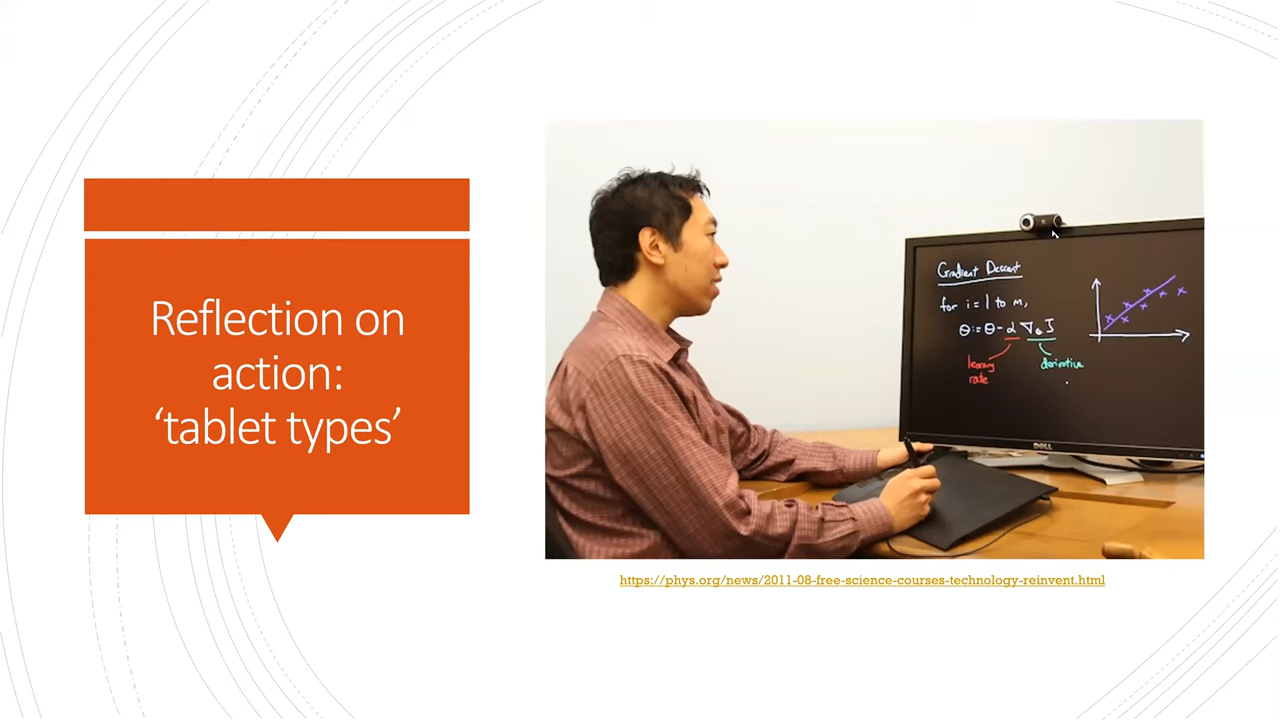 Reflection on
action:
‘tablet types’
Gradient Descent
for i = 1 to m,
θ := θ - α ∇θ J
learning
rate
derivative
DELL
https://phys.org/news/2011-08-free-science-courses-technology-reinvent.html